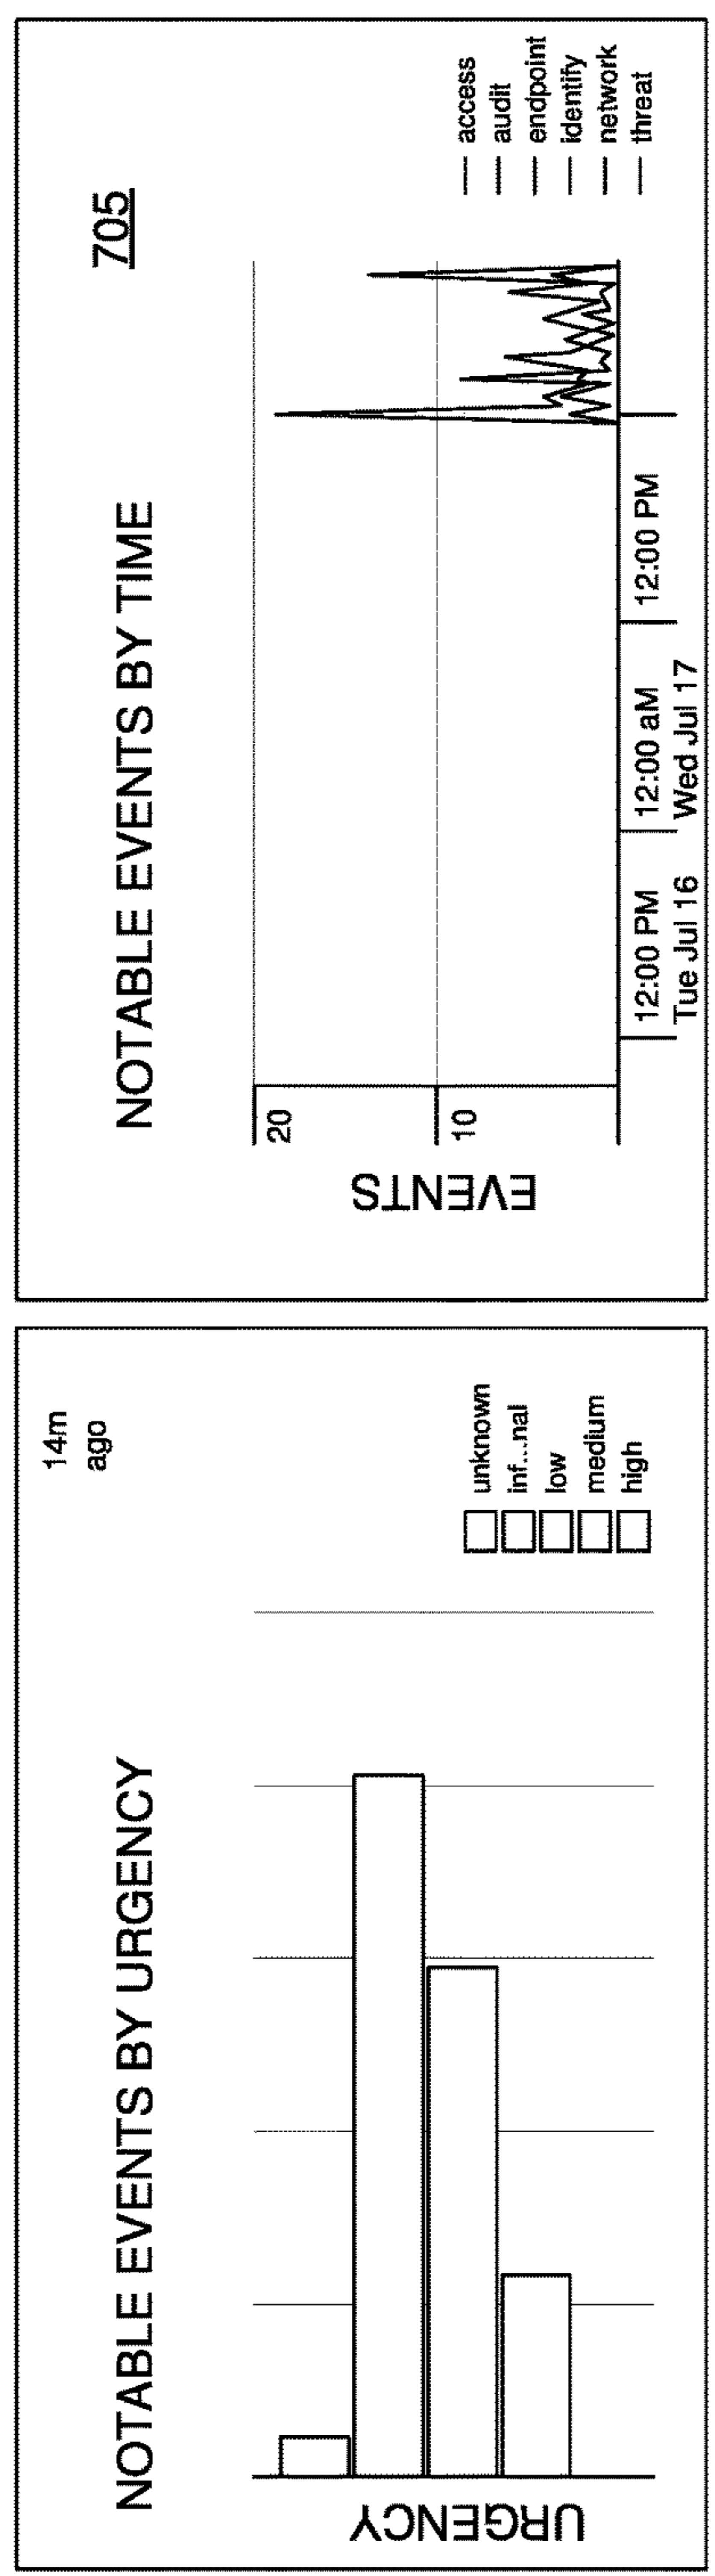 NOTABLE EVENTS BY URGENCY
14m
ago
URGENCY
unknown
inf...nal
low
medium
high
NOTABLE EVENTS BY TIME
705
EVENTS
20
10
12:00 PM
Tue Jul 16
12:00 aM
Wed Jul 17
12:00 PM
access
audit
endpoint
identify
network
threat